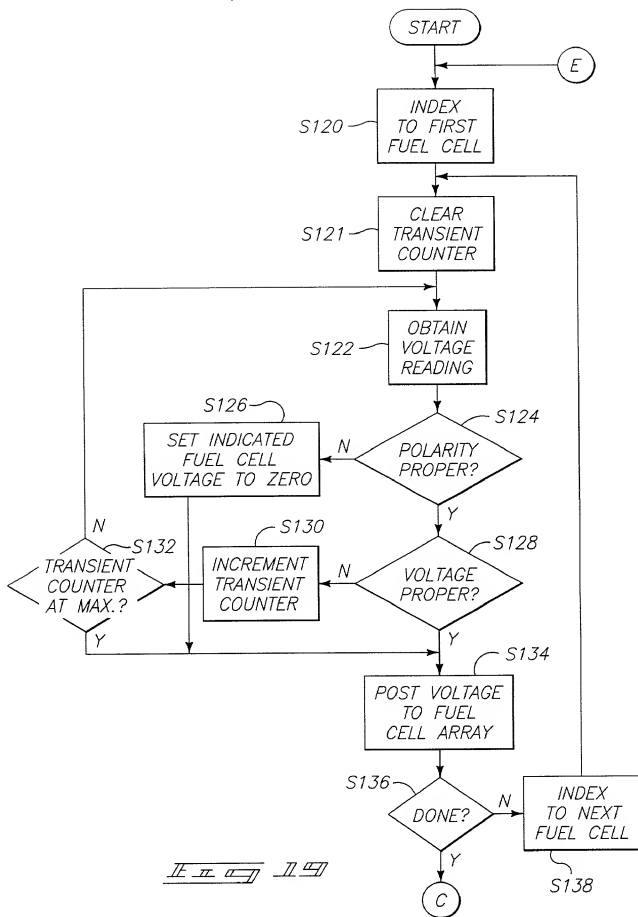 START
E
S120
INDEX
TO FIRST
FUEL CELL
S121
CLEAR
TRANSIENT
COUNTER
S122
OBTAIN
VOLTAGE
READING
S126
SET INDICATED
FUEL CELL
VOLTAGE TO ZERO
N
S124
POLARITY
PROPER?
Y
N
S132
TRANSIENT
COUNTER
AT MAX.?
Y
S130
INCREMENT
TRANSIENT
COUNTER
N
S128
VOLTAGE
PROPER?
Y
S134
POST VOLTAGE
TO FUEL
CELL ARRAY
S136
DONE?
N
Y
INDEX
TO NEXT
FUEL CELL
S138
C
Fig 19